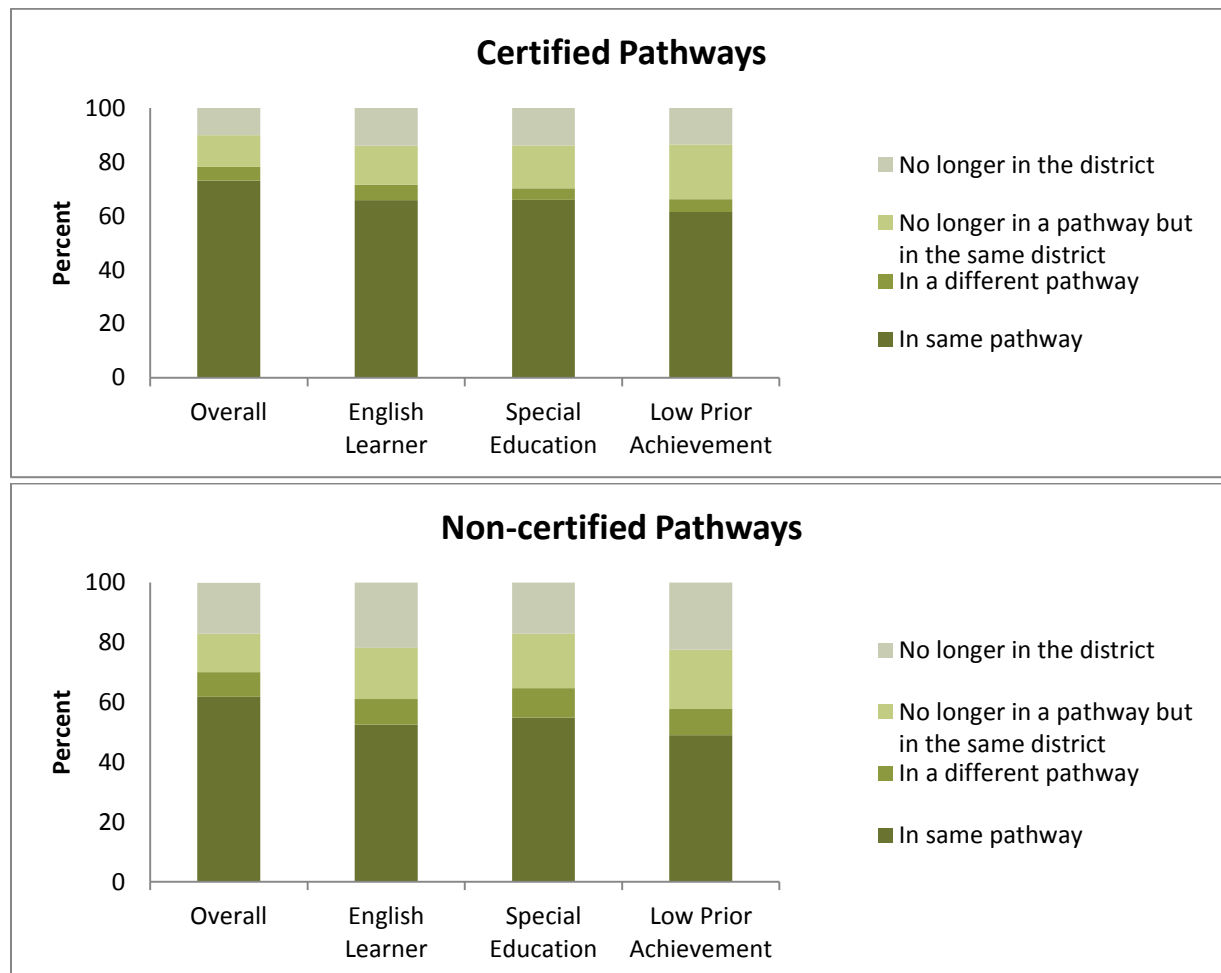 Certified Pathways
100
80
60
40
20
0
Percent
Overall
English
Learner
Special
Education
Low Prior
Achievement
No longer in the district
No longer in a pathway but
in the same district
In a different pathway
In same pathway
Non-certified Pathways
100
80
60
40
20
0
Percent
Overall
English
Learner
Special
Education
Low Prior
Achievement
No longer in the district
No longer in a pathway but
in the same district
In a different pathway
In same pathway